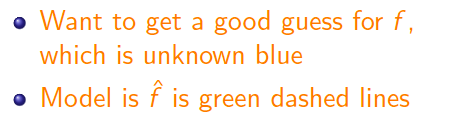 Want to get a good guess for f,
which is unknown blue
Model is f̂ is green dashed lines